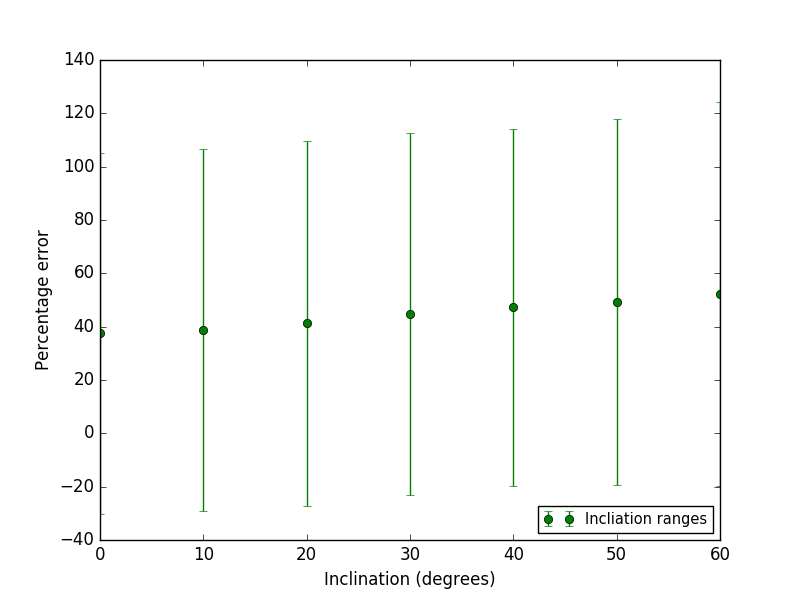 140
120
100
80
60
40
20
0
−20
−40
0 10 20 30 40 50 60
Percentage error
Inclination (degrees)
Incliation ranges